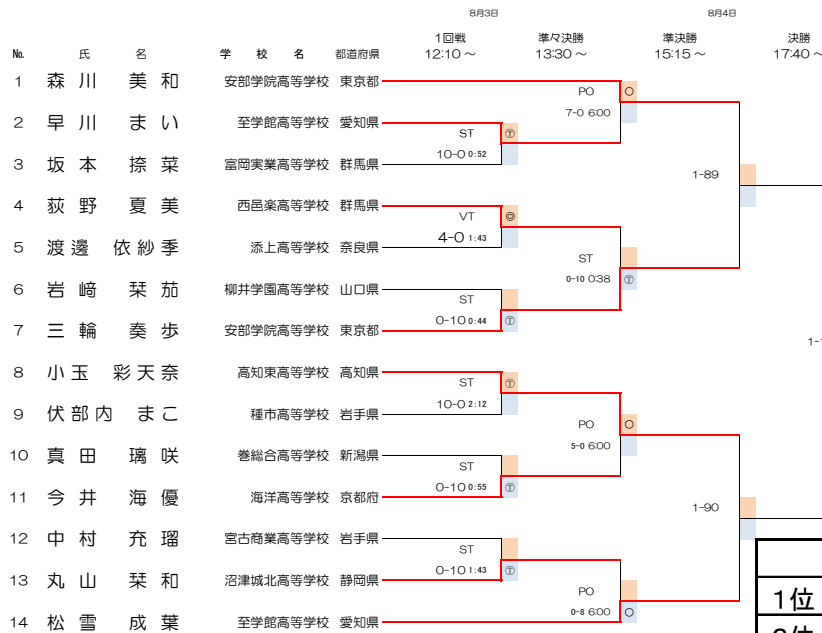 8月3日 8月4日
1回戦 準々決勝 準決勝 決勝
№ 氏 名 学 校 名 都道府県 12:10 ～ 13:30 ～ 15:15 ～ 17:40 ～
1 森川 美和 安部学院高等学校 東京都
PO ○
7-0 6:00
2 早川 まい 至学館高等学校 愛知県
ST Ⓣ
10-0 0:52
3 坂本 捺菜 富岡実業高等学校 群馬県
1-89
4 荻野 夏美 西邑楽高等学校 群馬県
VT ◎
4-0 1:43
5 渡邊 依紗季 添上高等学校 奈良県
ST
0-10 0:38 Ⓣ
6 岩﨑 栞茄 柳井学園高等学校 山口県
ST
0-10 0:44 Ⓣ
7 三輪 奏歩 安部学院高等学校 東京都
8 小玉 彩天奈 高知東高等学校 高知県
ST Ⓣ
10-0 2:12
9 伏部内 まこ 種市高等学校 岩手県
PO ○
5-0 6:00
10 真田 璃咲 巻総合高等学校 新潟県
ST
0-10 0:55 Ⓣ
11 今井 海優 海洋高等学校 京都府
1-90
12 中村 充瑠 宮古商業高等学校 岩手県
ST
0-10 1:43 Ⓣ
13 丸山 栞和 沼津城北高等学校 静岡県
PO
0-8 6:00 ○
14 松雪 成葉 至学館高等学校 愛知県
1位